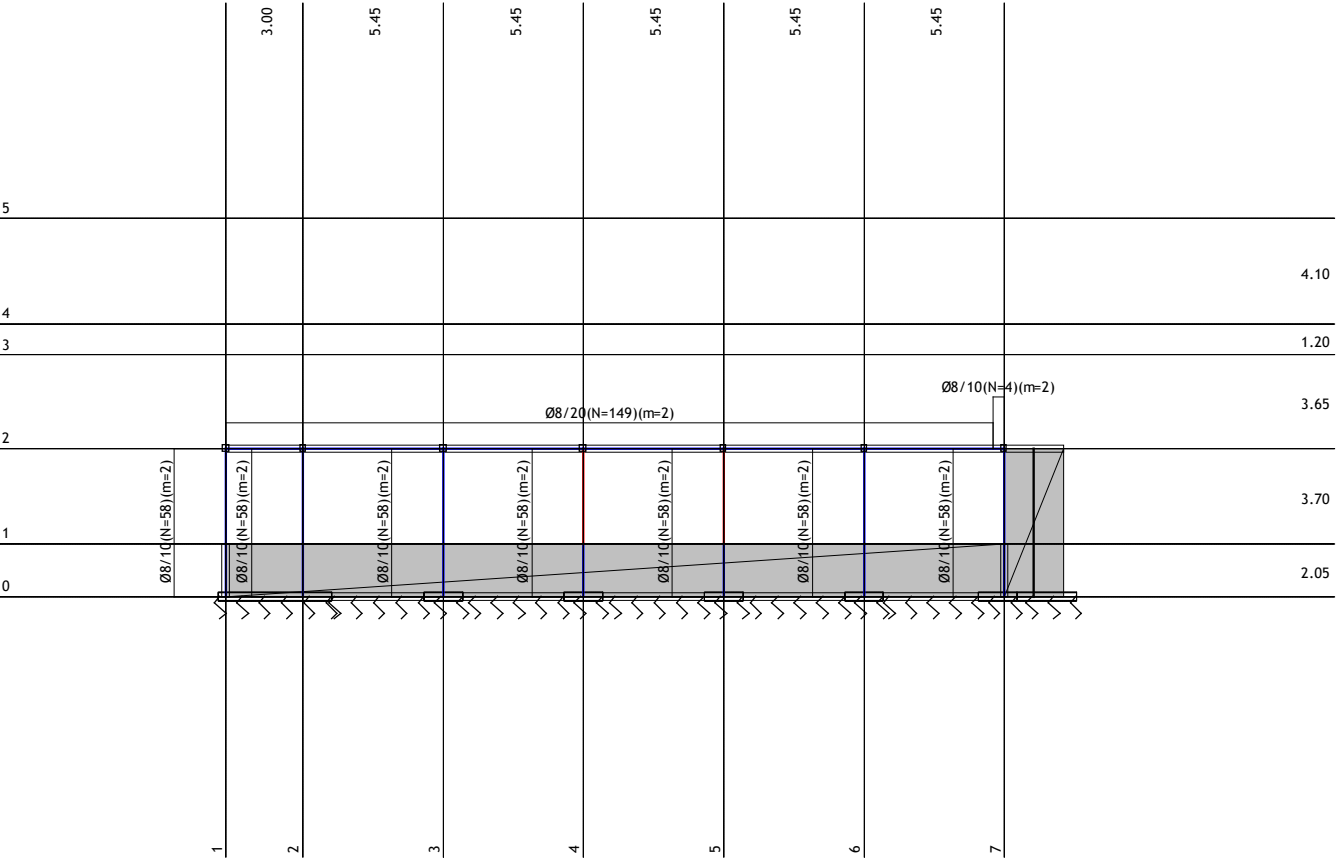 3.00
5.45
5.45
5.45
5.45
5.45
5
4.10
4
1.20
3
Ø8/10(N=4)(m=2)
3.65
Ø8/20(N=149)(m=2)
2
Ø8/10(N=58)(m=2)
Ø8/10(N=58)(m=2)
Ø8/10(N=58)(m=2)
Ø8/10(N=58)(m=2)
Ø8/10(N=58)(m=2)
Ø8/10(N=58)(m=2)
Ø8/10(N=58)(m=2)
3.70
1
2.05
0
1
2
3
4
5
6
7